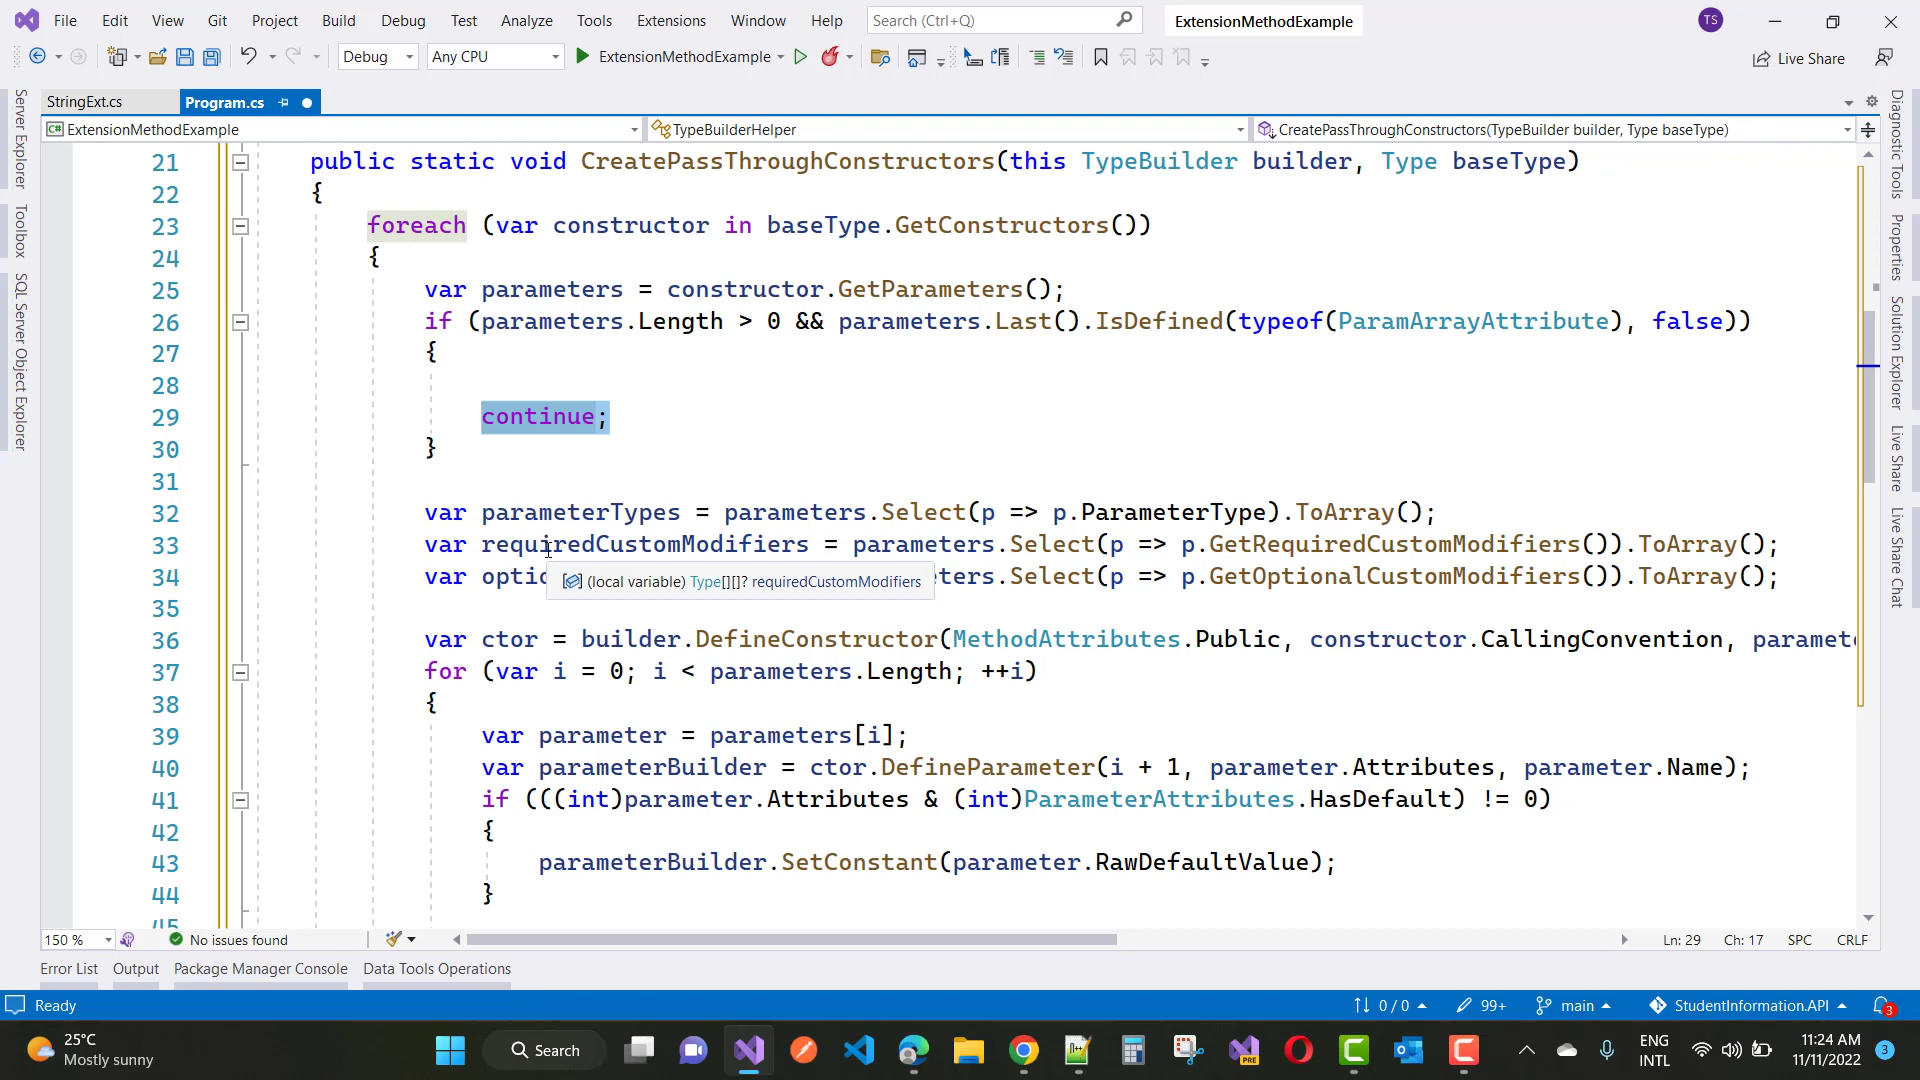 File Edit View Git Project Build Debug Test Analyze Tools Extensions Window Help Search (Ctrl+Q) ExtensionMethodExample TS
Debug Any CPU ExtensionMethodExample Live Share
StringExt.cs Program.cs
C# ExtensionMethodExample TypeBuilderHelper CreatePassThroughConstructors(TypeBuilder builder, Type baseType)
21 public static void CreatePassThroughConstructors(this TypeBuilder builder, Type baseType)
22 {
23 foreach (var constructor in baseType.GetConstructors())
24 {
25 var parameters = constructor.GetParameters();
26 if (parameters.Length > 0 && parameters.Last().IsDefined(typeof(ParamArrayAttribute), false))
27 {
28
29 continue;
30 }
31
32 var parameterTypes = parameters.Select(p => p.ParameterType).ToArray();
33 var requiredCustomModifiers = parameters.Select(p => p.GetRequiredCustomModifiers()).ToArray();
34 var optio (local variable) Type[][]? requiredCustomModifiers eters.Select(p => p.GetOptionalCustomModifiers()).ToArray();
35
36 var ctor = builder.DefineConstructor(MethodAttributes.Public, constructor.CallingConvention, paramet
37 for (var i = 0; i < parameters.Length; ++i)
38 {
39 var parameter = parameters[i];
40 var parameterBuilder = ctor.DefineParameter(i + 1, parameter.Attributes, parameter.Name);
41 if (((int)parameter.Attributes & (int)ParameterAttributes.HasDefault) != 0)
42 {
43 parameterBuilder.SetConstant(parameter.RawDefaultValue);
44 }
45
Server Explorer
Toolbox
SQL Server Object Explorer
Diagnostic Tools
Properties
Solution Explorer
Live Share
Live Share Chat
150 % No issues found Ln: 29 Ch: 17 SPC CRLF
Error List Output Package Manager Console Data Tools Operations
Ready 0 / 0 99+ main StudentInformation.API 3
25°C
Mostly sunny
Search
PRE
ENG
INTL
11:24 AM
11/11/2022
3